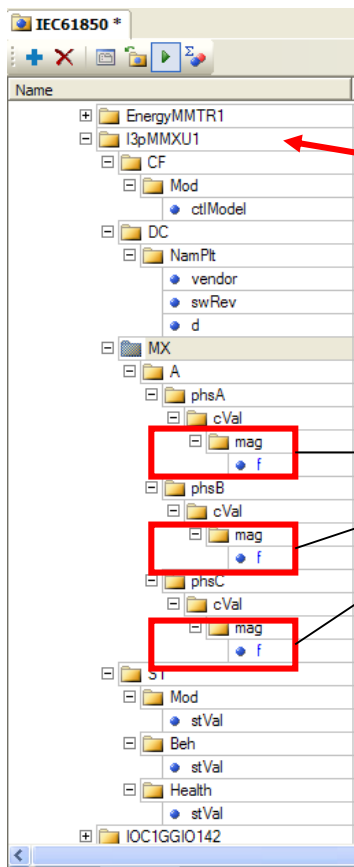 IEC61850 *
Name
EnergyMMTR1
I3pMMXU1
CF
Mod
ctlModel
DC
NamPlt
vendor
swRev
d
MX
A
phsA
cVal
mag
f
phsB
cVal
mag
f
phsC
cVal
mag
f
ST
Mod
stVal
Beh
stVal
Health
stVal
IOC1GGIO142